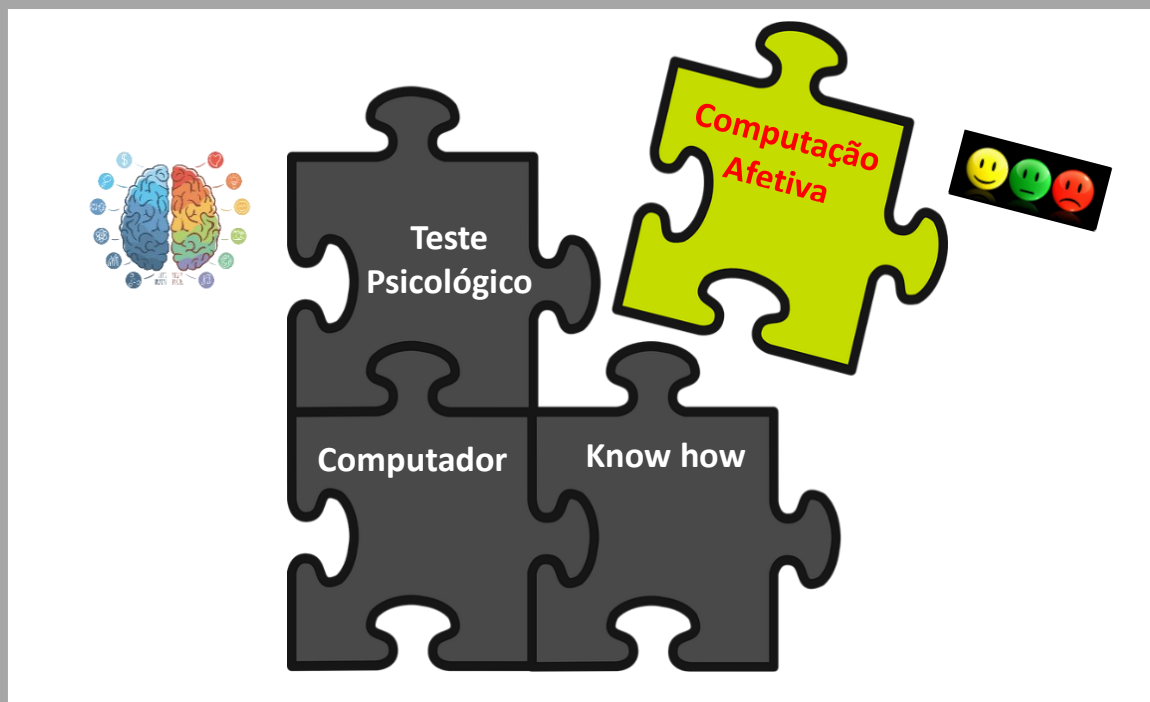 Teste
Psicológico
Computação
Afetiva
Computador
Know how